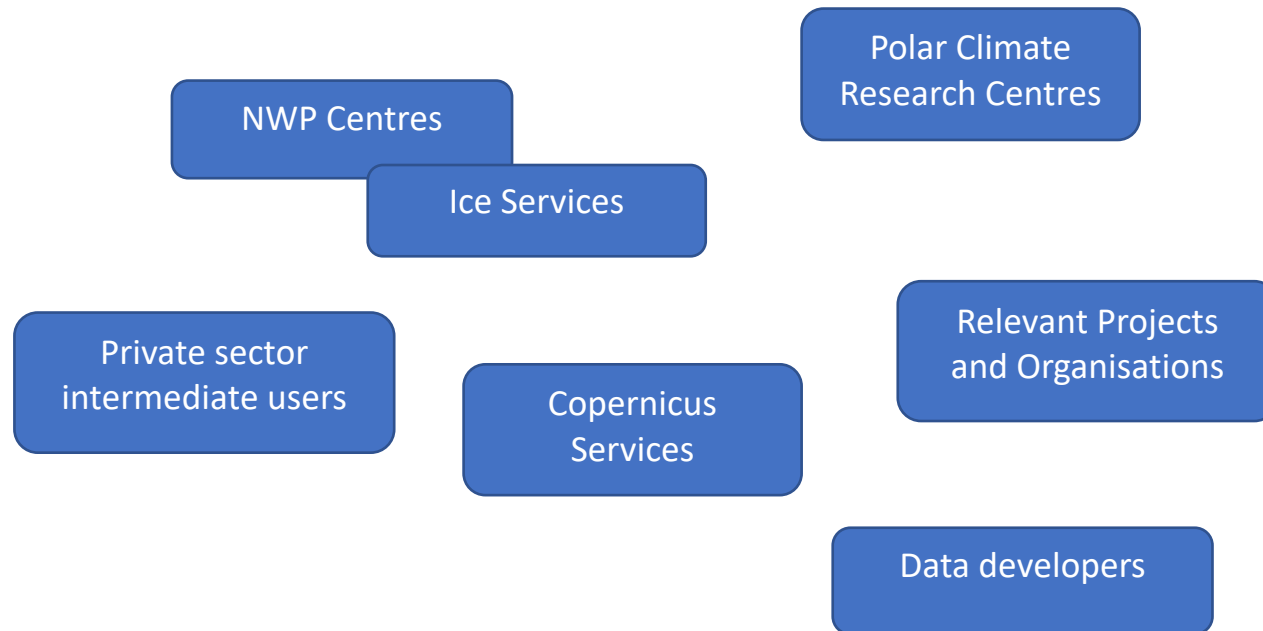 Polar Climate
Research Centres
NWP Centres
Ice Services
Relevant Projects
and Organisations
Private sector
intermediate users
Copernicus
Services
Data developers